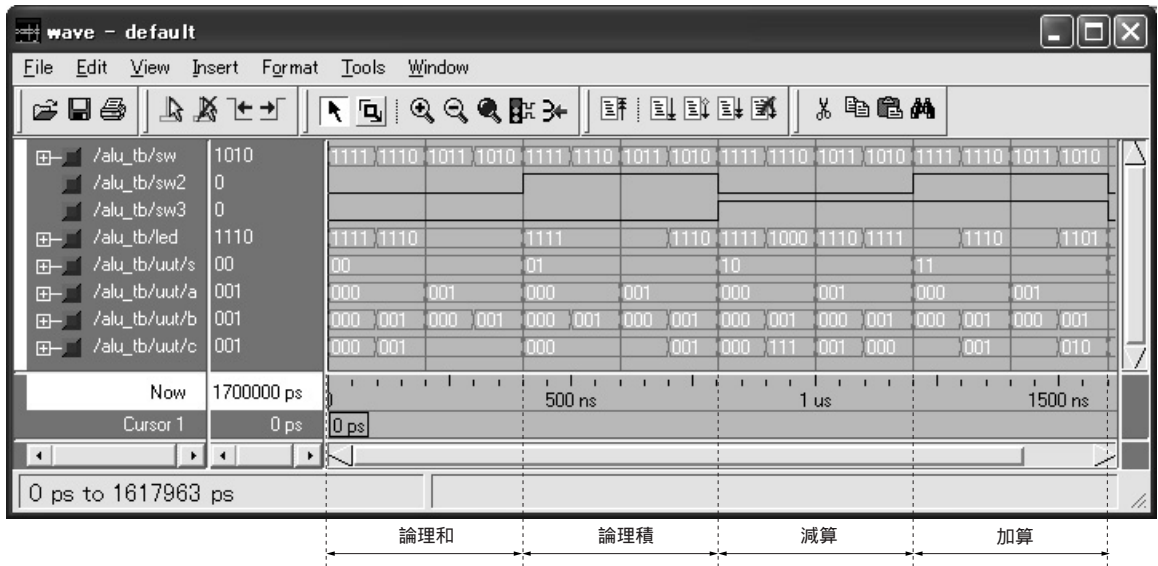 wave - default
File Edit View Insert Format Tools Window
/alu_tb/sw 1010 1111 1110 1011 1010 1111 1110 1011 1010 1111 1110 1011 1010 1111 1110 1011 1010
/alu_tb/sw2 0
/alu_tb/sw3 0
/alu_tb/led 1110 1111 1110 1111 1110 1111 1000 1110 1111 1110 1101
/alu_tb/uut/s 00 00 01 10 11
/alu_tb/uut/a 001 000 001 000 001 000 001 000 001
/alu_tb/uut/b 001 000 001 000 001 000 001 000 001 000 001 000 001 000 001 000 001
/alu_tb/uut/c 001 000 001 000 001 000 111 001 000 001 010
Now 1700000 ps 500 ns 1 us 1500 ns
Cursor 1 0 ps 0 ps
0 ps to 1617963 ps
論理和 論理積 減算 加算